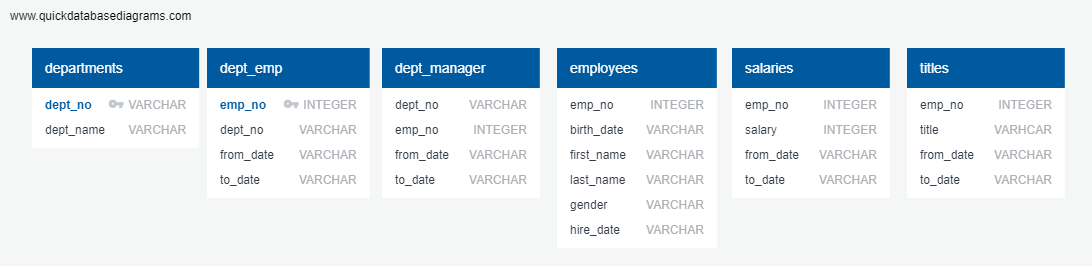 www.quickdatabasediagrams.com
departments
dept_no VARCHAR
dept_name VARCHAR
dept_emp
emp_no INTEGER
dept_no VARCHAR
from_date VARCHAR
to_date VARCHAR
dept_manager
dept_no VARCHAR
emp_no INTEGER
from_date VARCHAR
to_date VARCHAR
employees
emp_no INTEGER
birth_date VARCHAR
first_name VARCHAR
last_name VARCHAR
gender VARCHAR
hire_date VARCHAR
salaries
emp_no INTEGER
salary INTEGER
from_date VARCHAR
to_date VARCHAR
titles
emp_no INTEGER
title VARHCAR
from_date VARCHAR
to_date VARCHAR